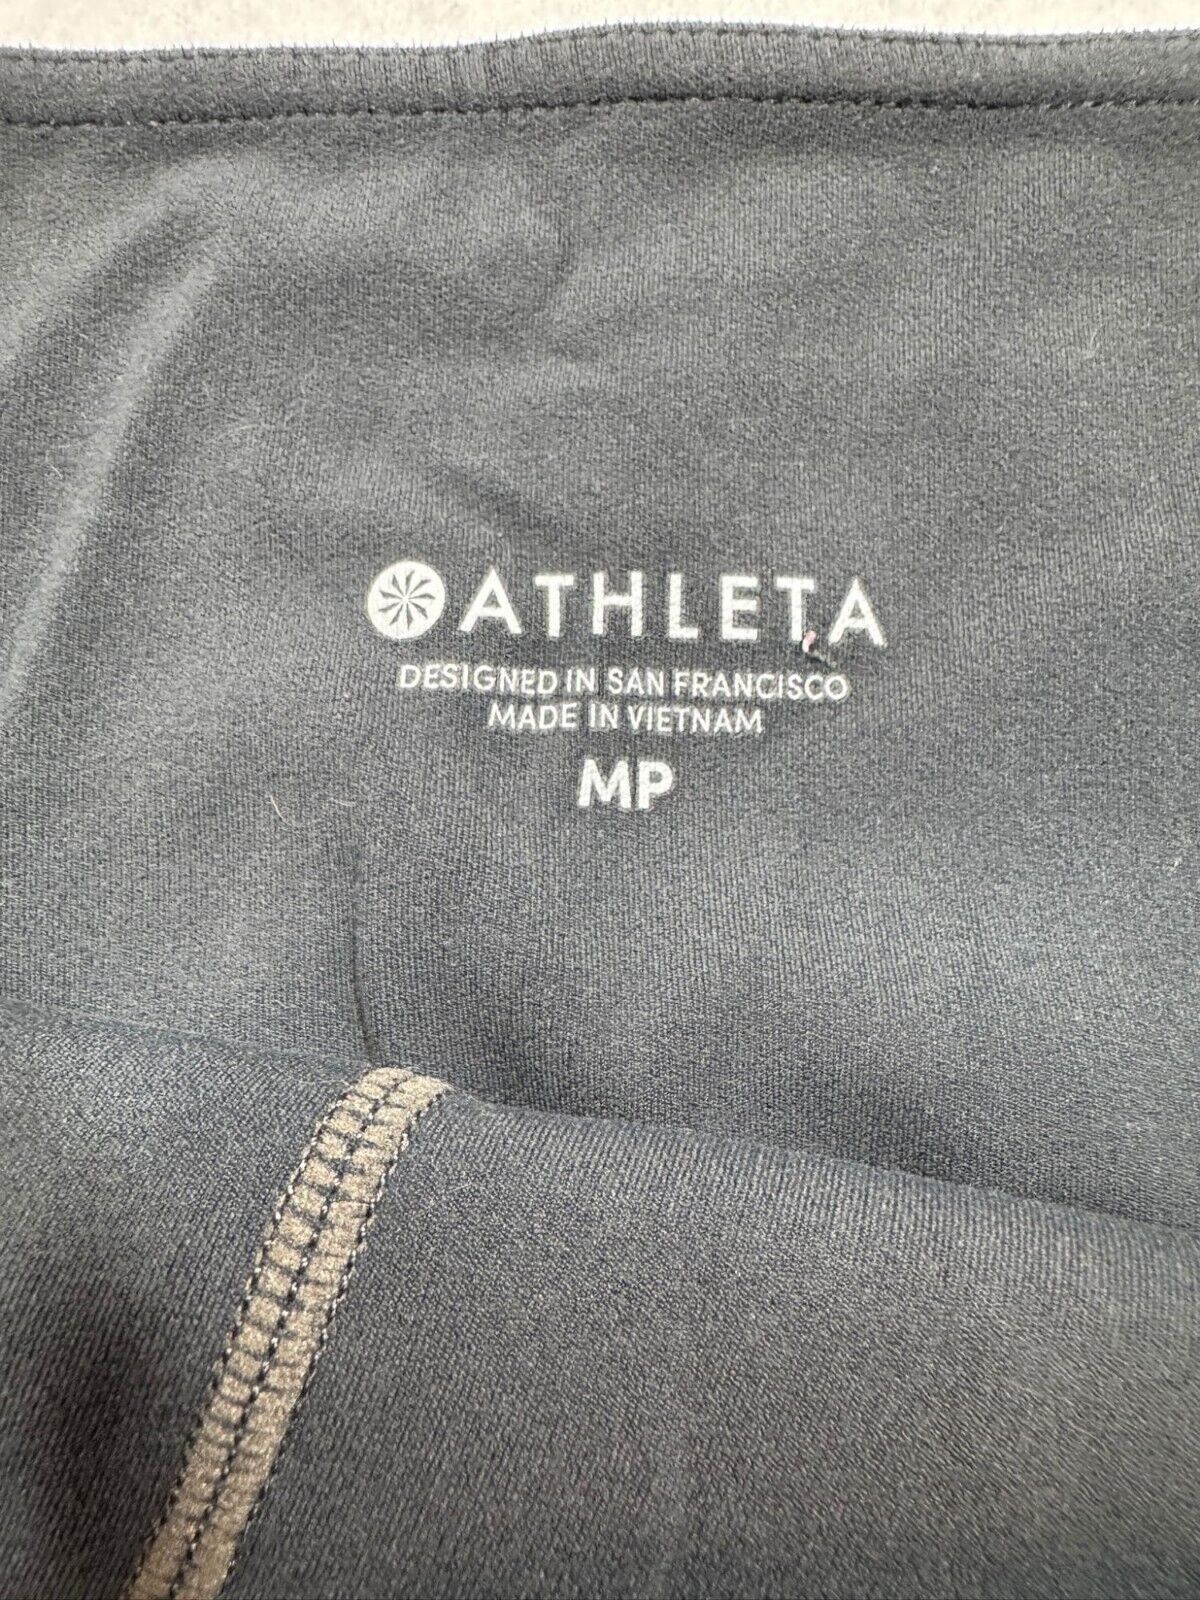 ATHLETA
DESIGNED IN SAN FRANCISCO
MADE IN VIETNAM
MP